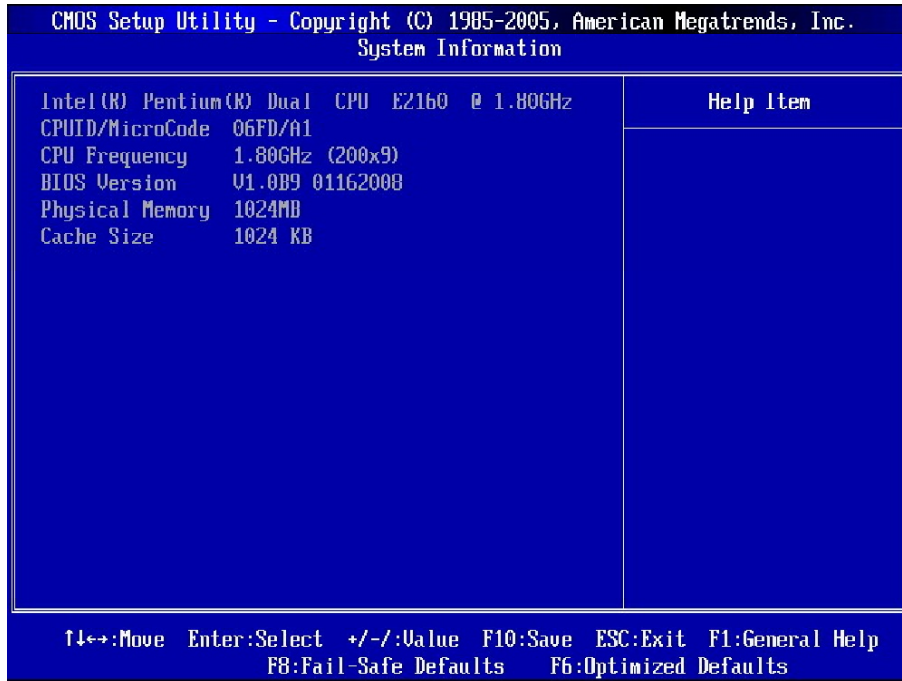 CMOS Setup Utility - Copyright (C) 1985-2005, American Megatrends, Inc.
System Information
Intel(R) Pentium(R) Dual CPU E2160 @ 1.80GHz
CPUID/MicroCode 06FD/A1
CPU Frequency 1.80GHz (200x9)
BIOS Version V1.0B9 01162008
Physical Memory 1024MB
Cache Size 1024 KB
Help Item
↑↓←→:Move Enter:Select +/-/:Value F10:Save ESC:Exit F1:General Help
F8:Fail-Safe Defaults F6:Optimized Defaults